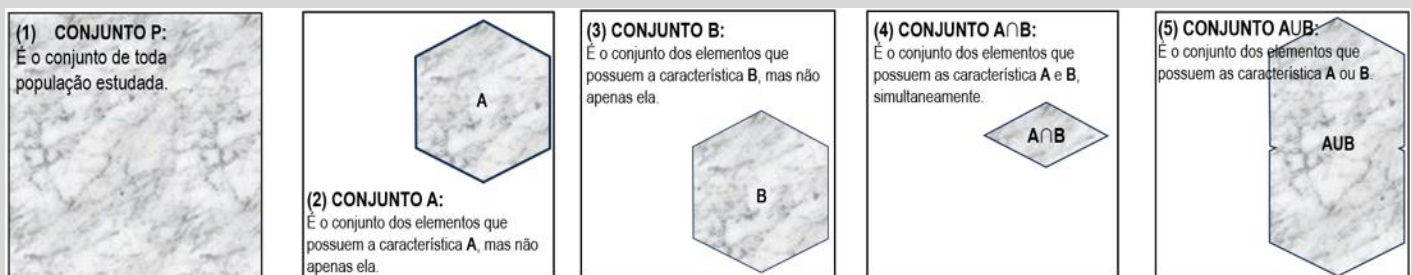 (1) CONJUNTO P:
É o conjunto de toda
população estudada.
A
(2) CONJUNTO A:
É o conjunto dos elementos que
possuem a característica A, mas não
apenas ela.
(3) CONJUNTO B:
É o conjunto dos elementos que
possuem a característica B, mas não
apenas ela.
B
(4) CONJUNTO A∩B:
É o conjunto dos elementos que
possuem as característica A e B,
simultaneamente.
A∩B
(5) CONJUNTO AUB:
É o conjunto dos elementos que
possuem as característica A ou B.
AUB